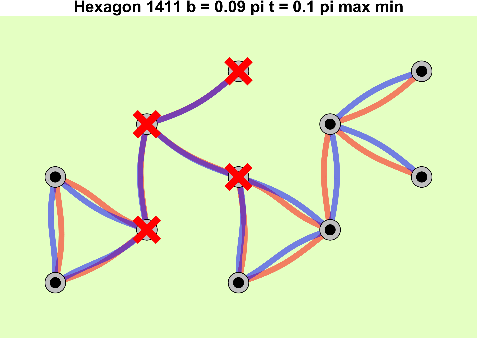 Hexagon 1411 b = 0.09 pi t = 0.1 pi max min